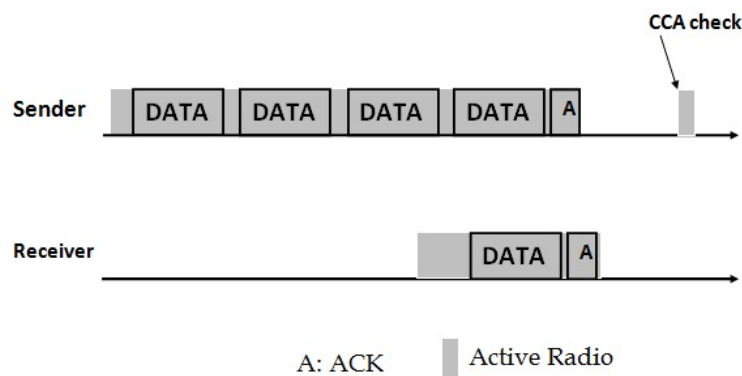 CCA check
Sender DATA DATA DATA DATA A
Receiver DATA A
A: ACK Active Radio